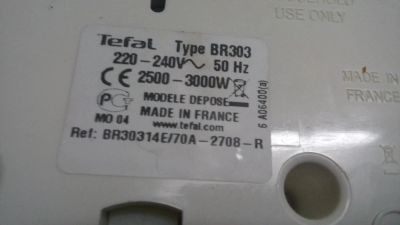 HOUSEHOLD
USE ONLY
Tefal Type BR303
220-240V~ 50 Hz
CE 2500-3000W
MODELE DEPOSE
MO 04 MADE IN FRANCE
www.tefal.com
Ref: BR30314E/70A-2708-R
6 A06400(a)
MADE IN
FRANCE